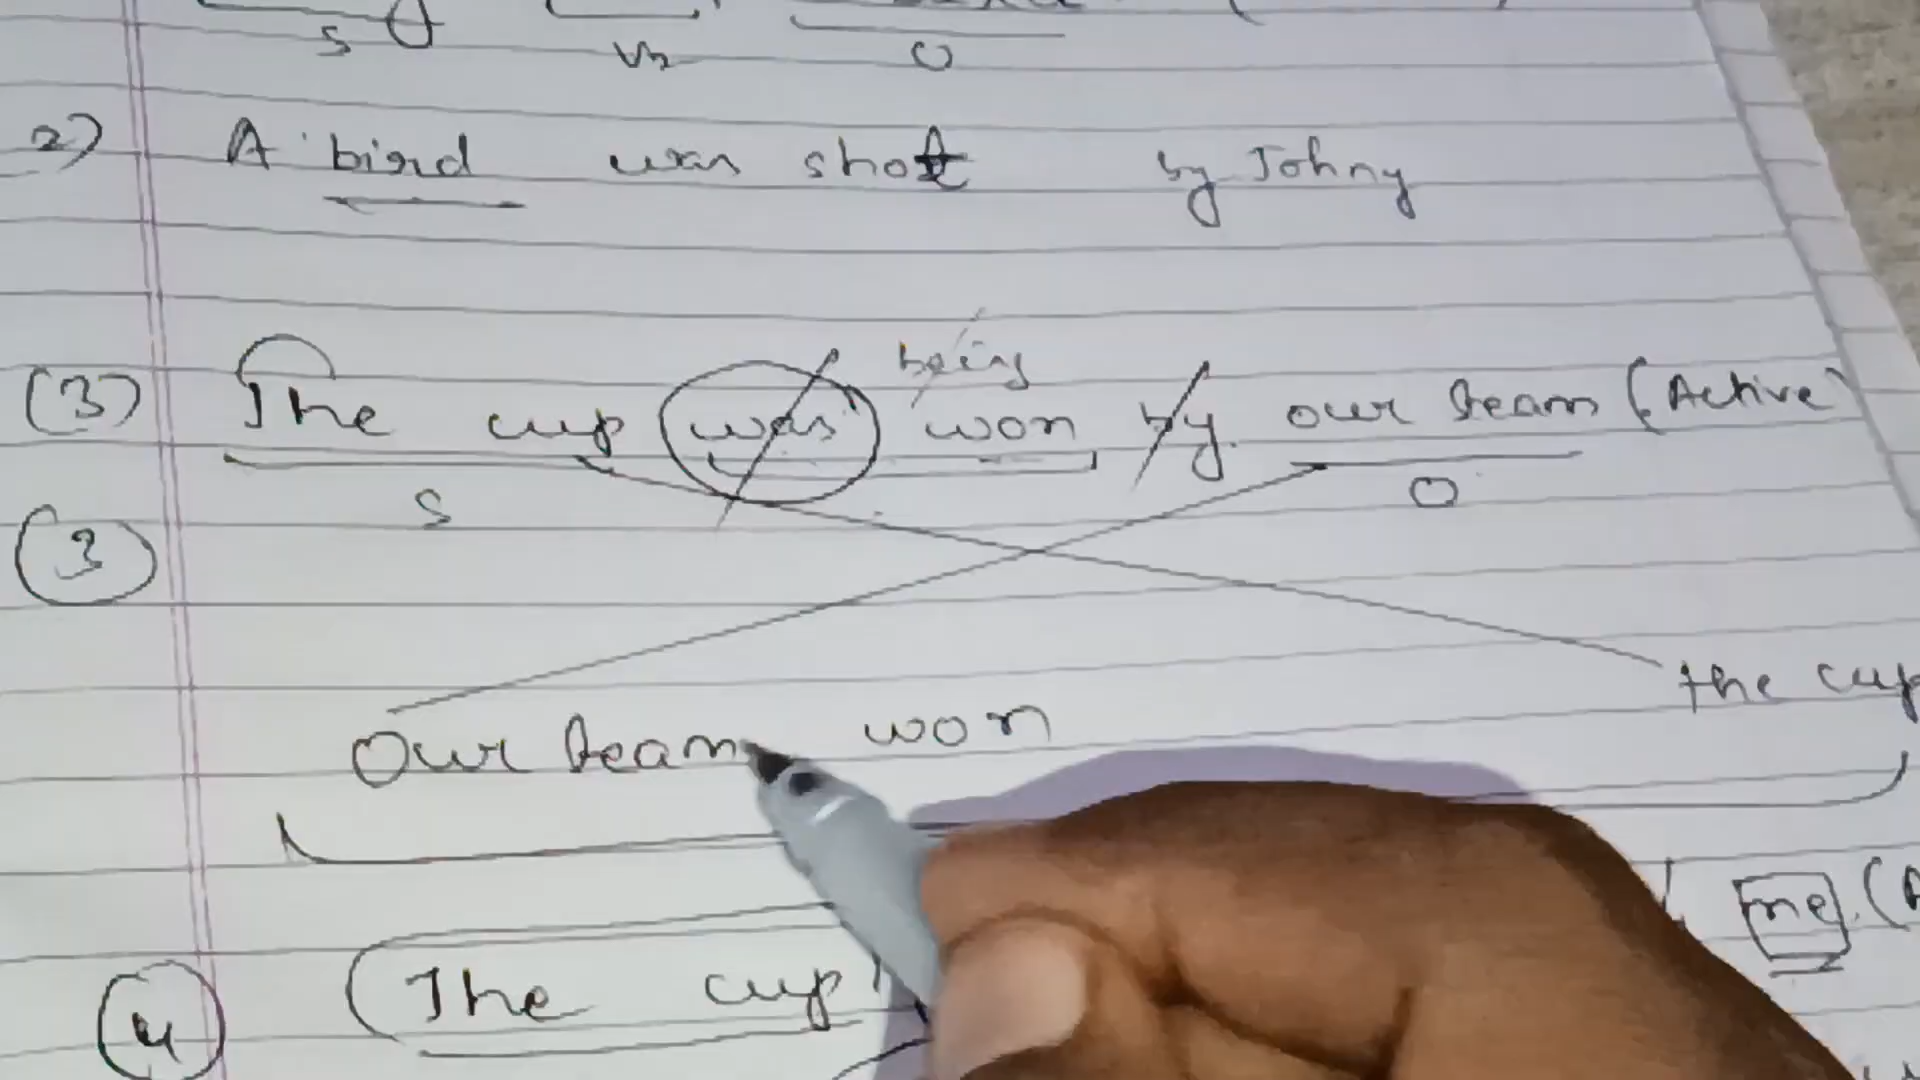 S V₂ O
2) A bird was shot by Johny
being
(3) The cup was won by our team (Active)
S O
3
the cup
Our team won
me. (A
4 The cup